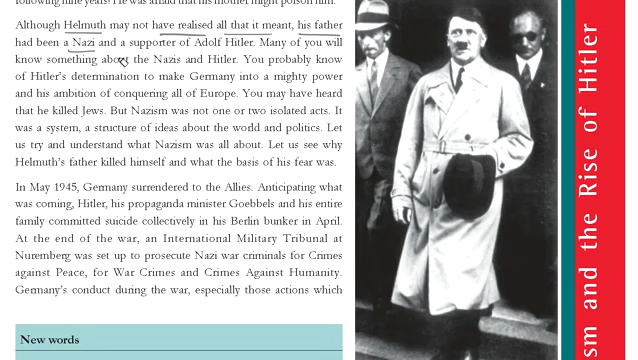 following nine years! He was afraid that his mother might poison him.
Although Helmuth may not have realised all that it meant, his father
had been a Nazi and a supporter of Adolf Hitler. Many of you will
know something about the Nazis and Hitler. You probably know
of Hitler's determination to make Germany into a mighty power
and his ambition of conquering all of Europe. You may have heard
that he killed Jews. But Nazism was not one or two isolated acts. It
was a system, a structure of ideas about the world and politics. Let
us try and understand what Nazism was all about. Let us see why
Helmuth's father killed himself and what the basis of his fear was.
In May 1945, Germany surrendered to the Allies. Anticipating what
was coming, Hitler, his propaganda minister Goebbels and his entire
family committed suicide collectively in his Berlin bunker in April.
At the end of the war, an International Military Tribunal at
Nuremberg was set up to prosecute Nazi war criminals for Crimes
against Peace, for War Crimes and Crimes Against Humanity.
Germany's conduct during the war, especially those actions which
New words
sm and the Rise of Hitler